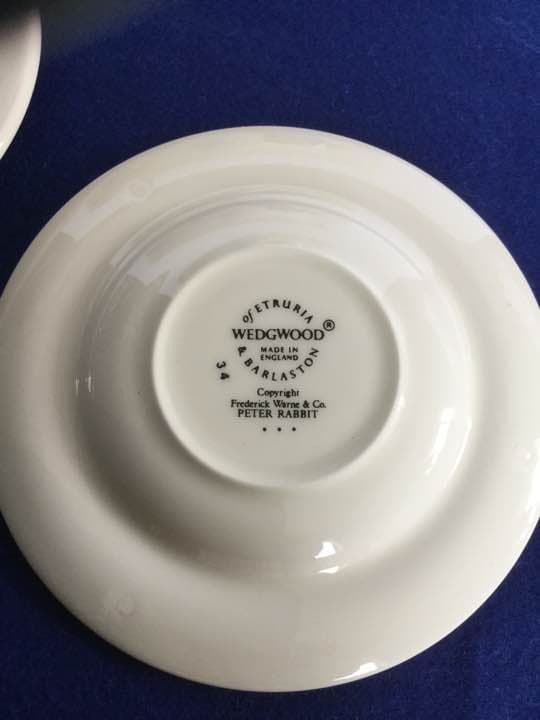 of ETRURIA
WEDGWOOD®
MADE IN
ENGLAND
& BARLASTON
34
Copyright
Frederick Warne & Co.
PETER RABBIT